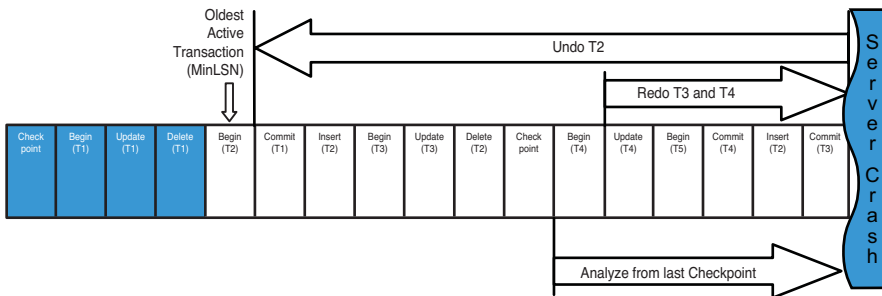 Oldest
Active
Transaction
(MinLSN)
Undo T2
Redo T3 and T4
Check
point
Begin
(T1)
Update
(T1)
Delete
(T1)
Begin
(T2)
Commit
(T1)
Insert
(T2)
Begin
(T3)
Update
(T3)
Delete
(T2)
Check
point
Begin
(T4)
Update
(T4)
Begin
(T5)
Commit
(T4)
Insert
(T2)
Commit
(T3)
Analyze from last Checkpoint
Server Crash